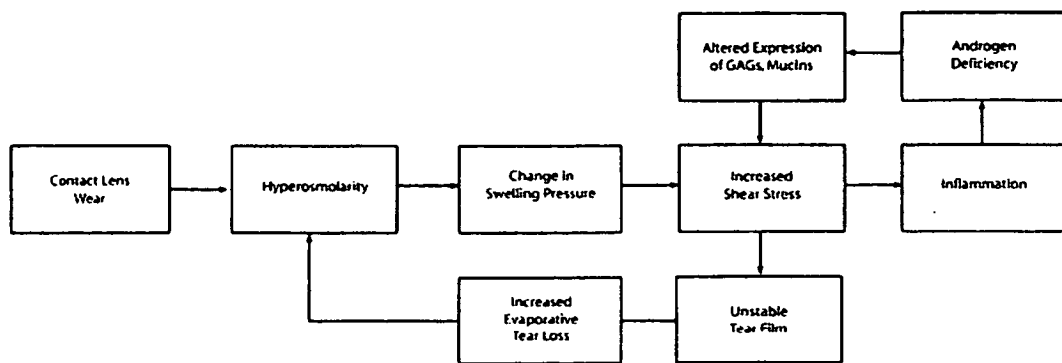 Altered Expression
of GAGs, Mucins
Androgen
Deficiency
Contact Lens
Wear
Hyperosmolarity
Change in
Swelling Pressure
Increased
Shear Stress
Inflammation
Increased
Evaporative
Tear Loss
Unstable
Tear Film